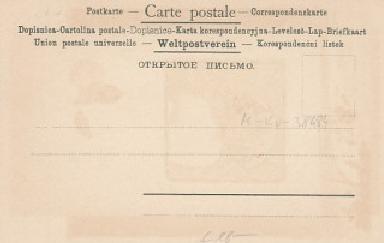 Postkarte — Carte postale — Correspondenzkarte
Dopisnica-Cartolina postale-Dopisnice-Karta korespondencyjna-Levelező-Lap-Briefkaart
Union postale universelle — Weltpostverein — Korespondenční lístek
ОТКРЫТОЕ ПИСЬМО.